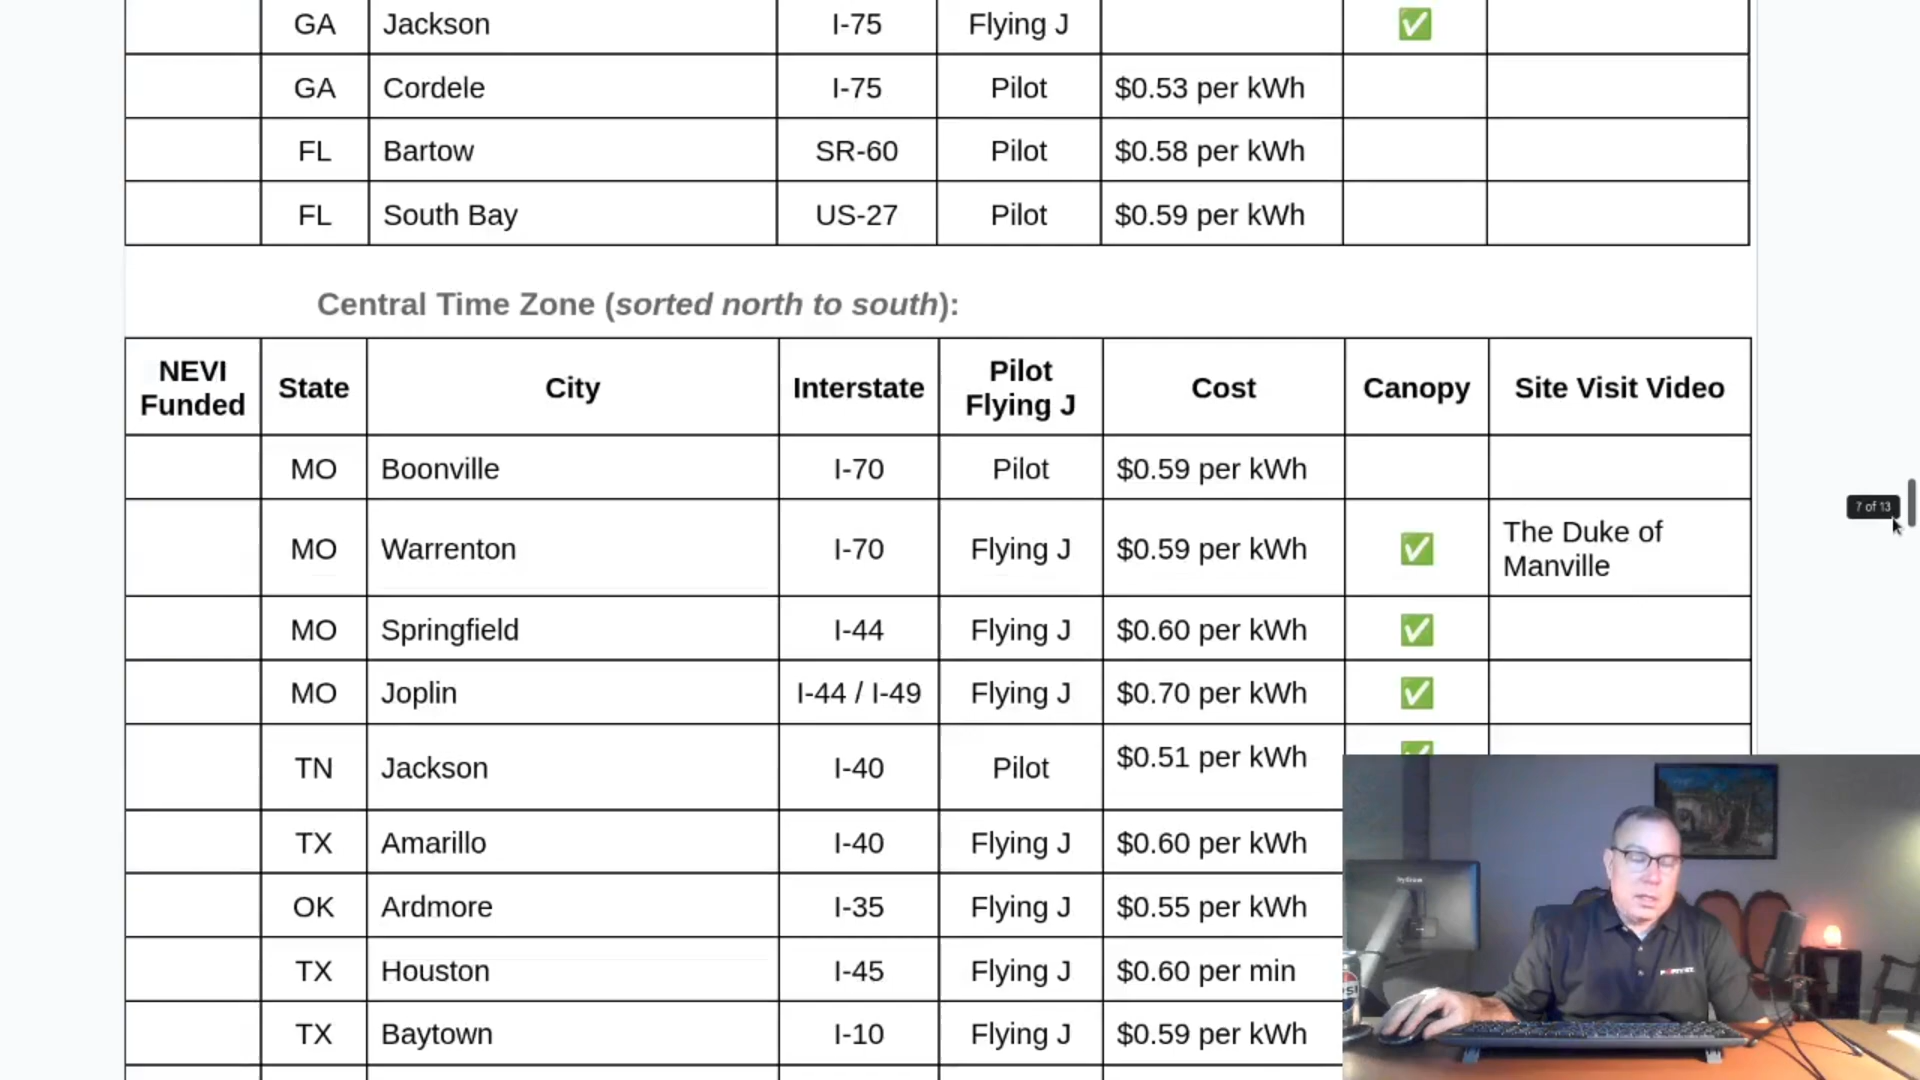 GA Jackson I-75 Flying J ✅
GA Cordele I-75 Pilot $0.53 per kWh
FL Bartow SR-60 Pilot $0.58 per kWh
FL South Bay US-27 Pilot $0.59 per kWh
Central Time Zone (sorted north to south):
NEVI Funded State City Interstate Pilot Flying J Cost Canopy Site Visit Video
MO Boonville I-70 Pilot $0.59 per kWh
MO Warrenton I-70 Flying J $0.59 per kWh ✅ The Duke of Manville
7 of 13
MO Springfield I-44 Flying J $0.60 per kWh ✅
MO Joplin I-44 / I-49 Flying J $0.70 per kWh ✅
TN Jackson I-40 Pilot $0.51 per kWh ✅
TX Amarillo I-40 Flying J $0.60 per kWh
OK Ardmore I-35 Flying J $0.55 per kWh
TX Houston I-45 Flying J $0.60 per min
TX Baytown I-10 Flying J $0.59 per kWh